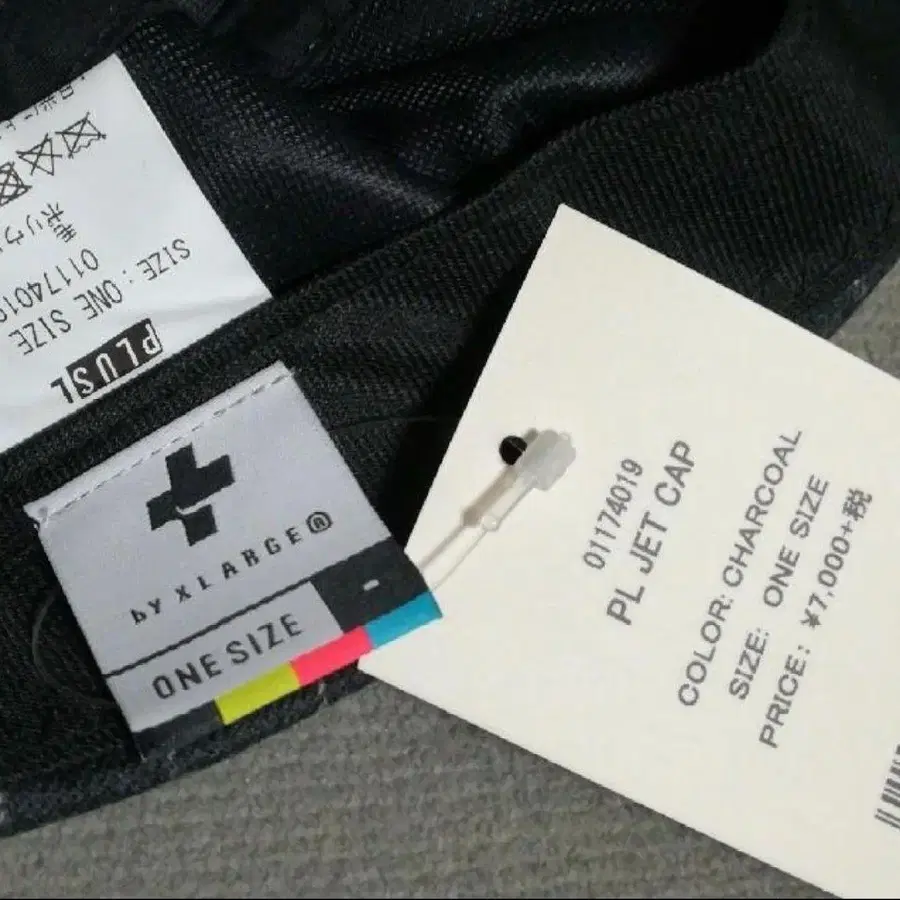 01174019
PL JET CAP
COLOR: CHARCOAL
SIZE: ONE SIZE
PRICE: ¥7,000+税
by XLARGE®
ONE SIZE
PLUSL
SIZE : ONE SIZE
毛